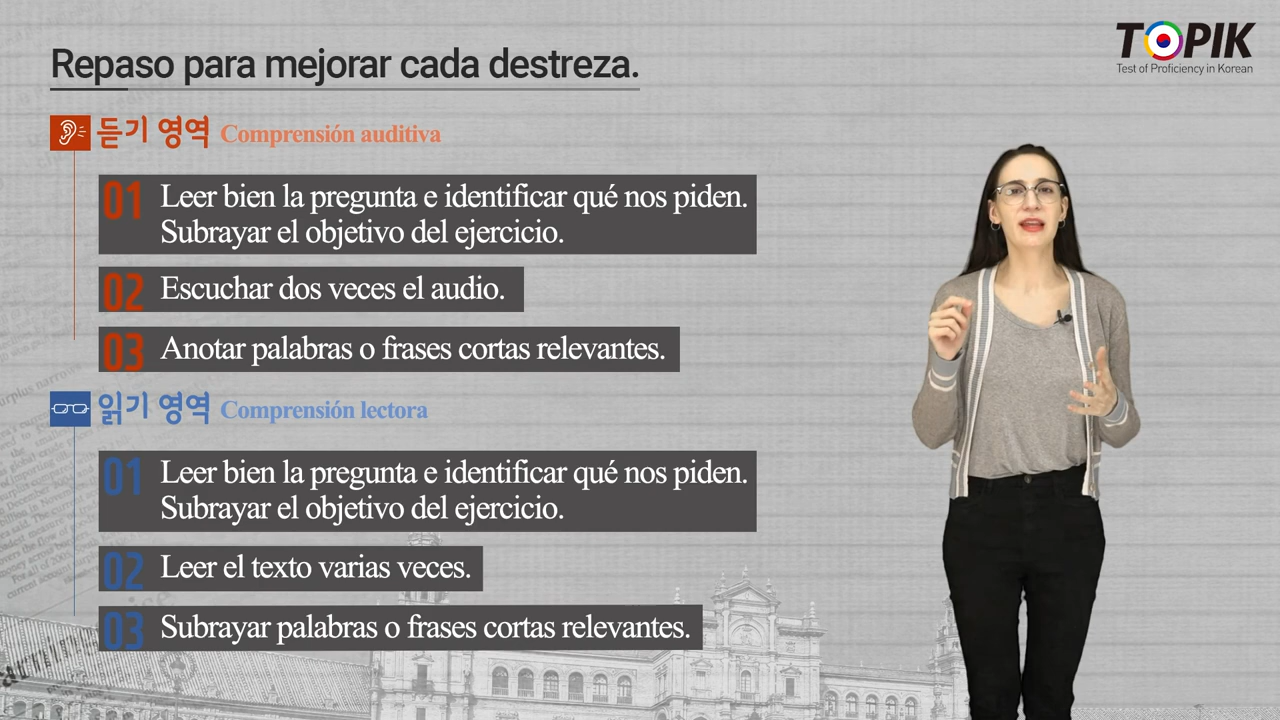 Repaso para mejorar cada destreza.
TOPIK
Test of Proficiency in Korean
듣기 영역 Comprensión auditiva
01 Leer bien la pregunta e identificar qué nos piden.
Subrayar el objetivo del ejercicio.
02 Escuchar dos veces el audio.
03 Anotar palabras o frases cortas relevantes.
읽기 영역 Comprensión lectora
01 Leer bien la pregunta e identificar qué nos piden.
Subrayar el objetivo del ejercicio.
02 Leer el texto varias veces.
03 Subrayar palabras o frases cortas relevantes.